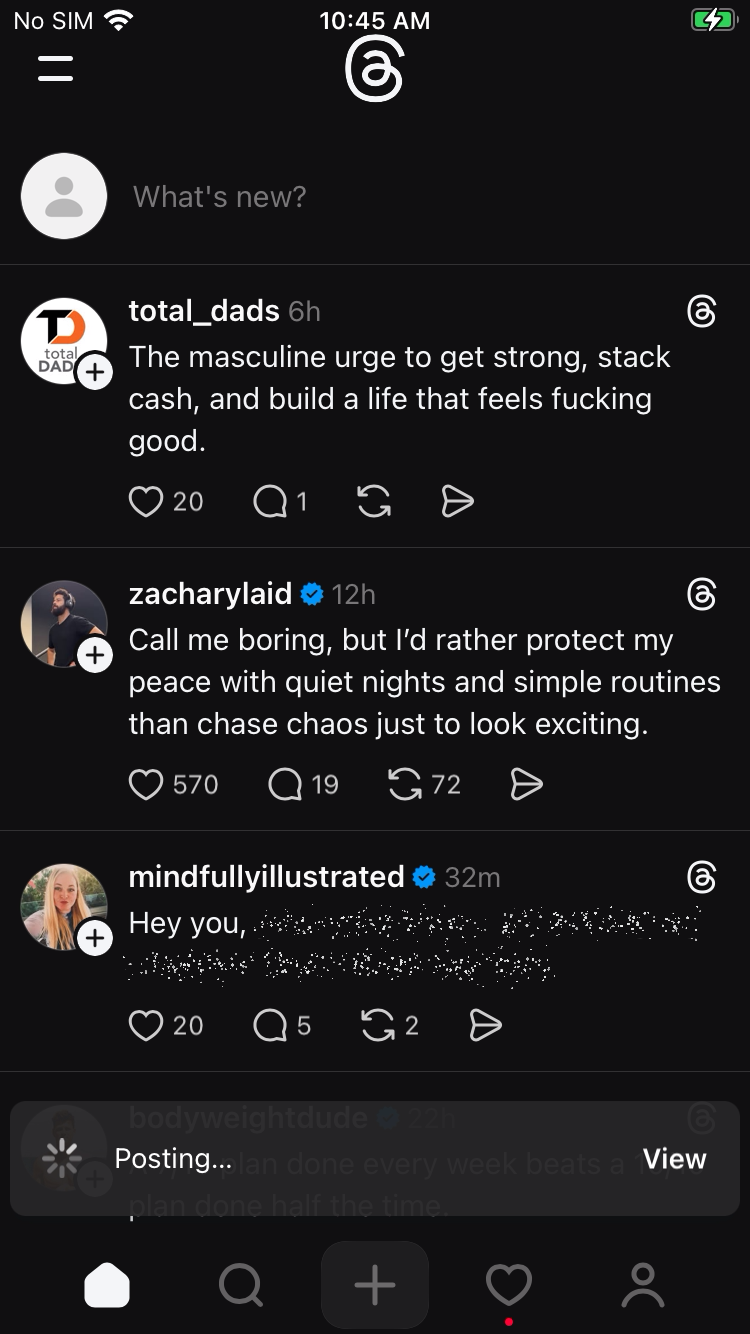 No SIM 10:45 AM
What's new?
total_dads 6h
The masculine urge to get strong, stack
cash, and build a life that feels fucking
good.
20 1
zacharylaid 12h
Call me boring, but I’d rather protect my
peace with quiet nights and simple routines
than chase chaos just to look exciting.
570 19 72
mindfullyillustrated 32m
Hey you,
20 5 2
bodyweightdude 22h
Posting... View
plan done every week beats a
plan done half the time.
TD
total
DAD